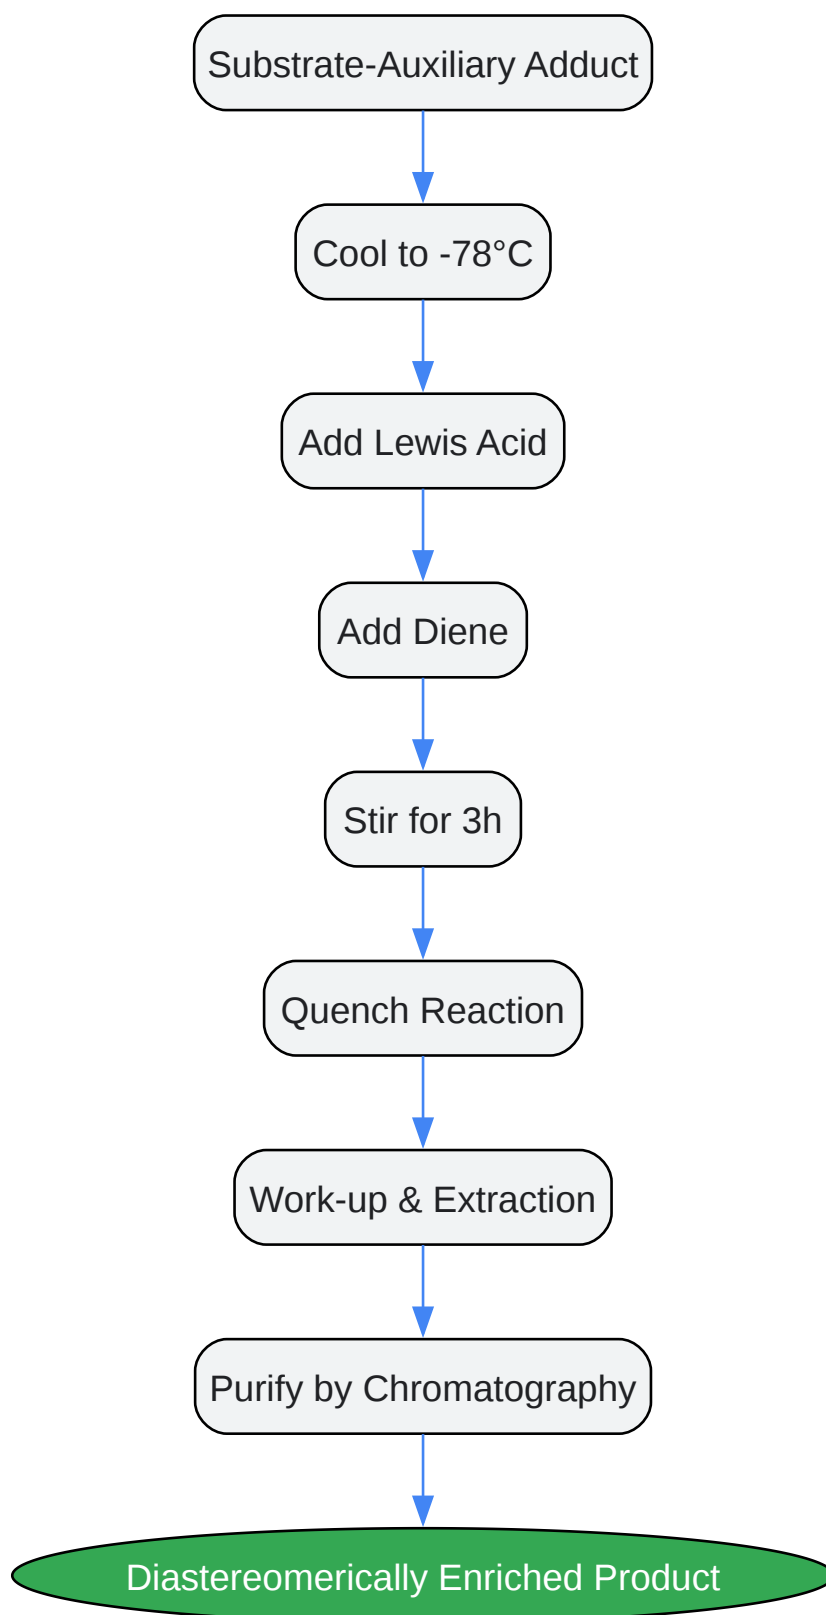 Substrate-Auxiliary Adduct
Cool to -78°C
Add Lewis Acid
Add Diene
Stir for 3h
Quench Reaction
Work-up & Extraction
Purify by Chromatography
Diastereomerically Enriched Product